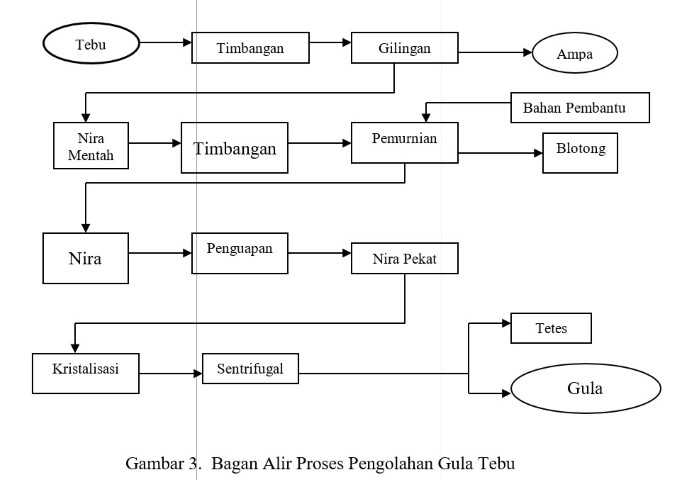 Tebu
Timbangan
Gilingan
Ampa
Bahan Pembantu
Nira
Mentah
Timbangan
Pemurnian
Blotong
Nira
Penguapan
Nira Pekat
Tetes
Kristalisasi
Sentrifugal
Gula
Gambar 3. Bagan Alir Proses Pengolahan Gula Tebu